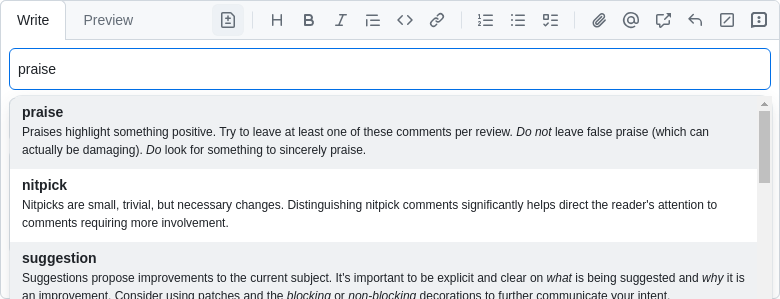 Write Preview
praise
praise
Praises highlight something positive. Try to leave at least one of these comments per review. Do not leave false praise (which can
actually be damaging). Do look for something to sincerely praise.
nitpick
Nitpicks are small, trivial, but necessary changes. Distinguishing nitpick comments significantly helps direct the reader's attention to
comments requiring more involvement.
suggestion
Suggestions propose improvements to the current subject. It's important to be explicit and clear on what is being suggested and why it is
an improvement. Consider using patches and the blocking or non-blocking decorations to further communicate your intent.